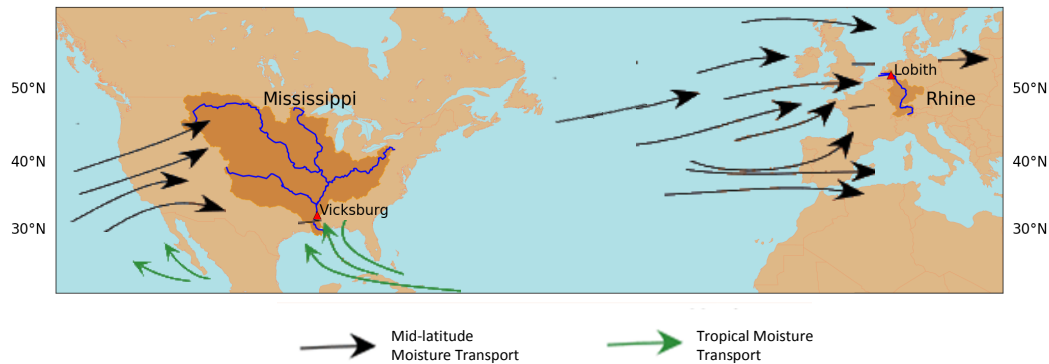 50°N
40°N
30°N
Mississippi
Vicksburg
Lobith
Rhine
50°N
40°N
30°N
Mid-latitude
Moisture Transport
Tropical Moisture
Transport